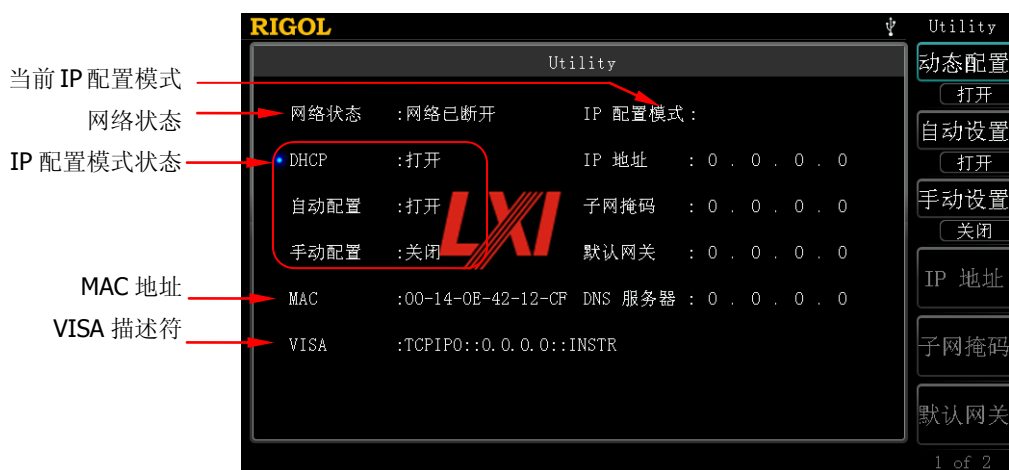 RIGOL
Utility
Utility
当前 IP 配置模式
网络状态
IP 配置模式状态
MAC 地址
VISA 描述符
网络状态 :网络已断开 IP 配置模式:
DHCP :打开 IP 地址 : 0 . 0 . 0 . 0
自动配置 :打开 子网掩码 : 0 . 0 . 0 . 0
手动配置 :关闭 默认网关 : 0 . 0 . 0 . 0
MAC :00-14-0E-42-12-CF DNS 服务器 : 0 . 0 . 0 . 0
VISA :TCPIP0::0.0.0.0::INSTR
LXI
动态配置
打开
自动设置
打开
手动设置
关闭
IP 地址
子网掩码
默认网关
1 of 2